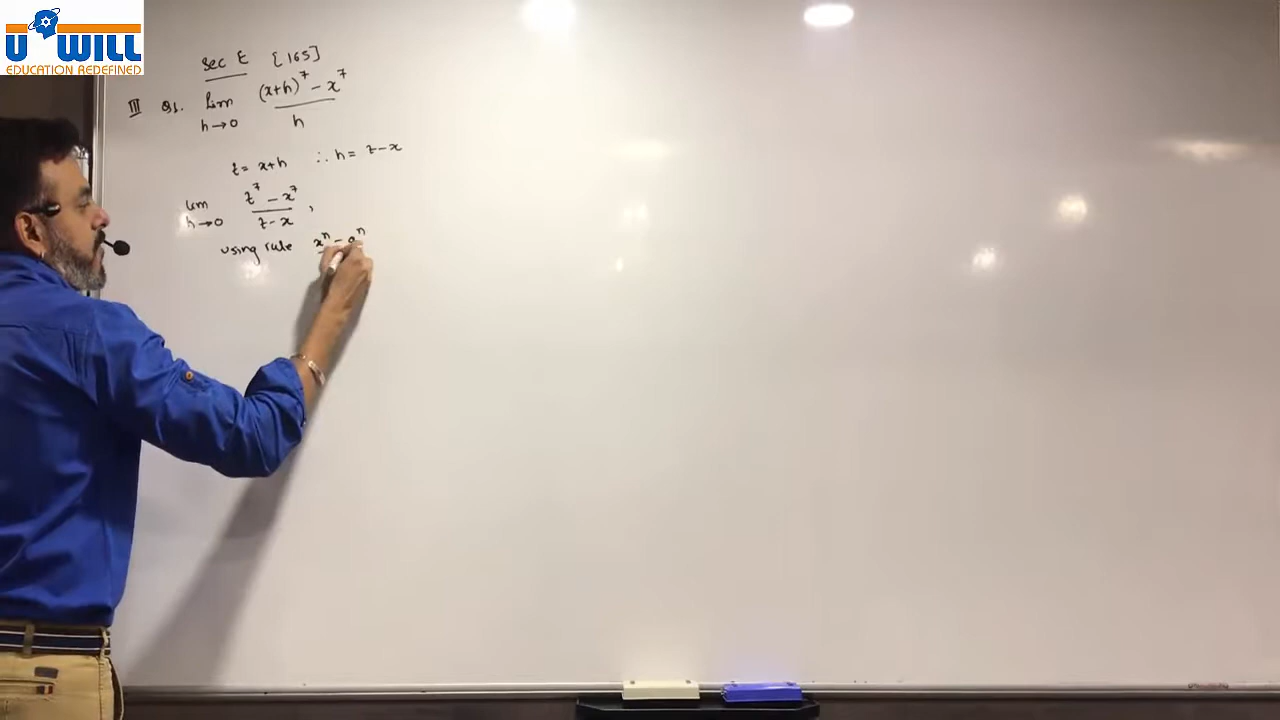 U WILL
EDUCATION REDEFINED
Sec E [165]
III Q1. lim (x+h)⁷ – x⁷
h→0 h
z = x+h ∴ h = z–x
lim z⁷ – x⁷
h→0 z–x ,
using rule xⁿ – aⁿ